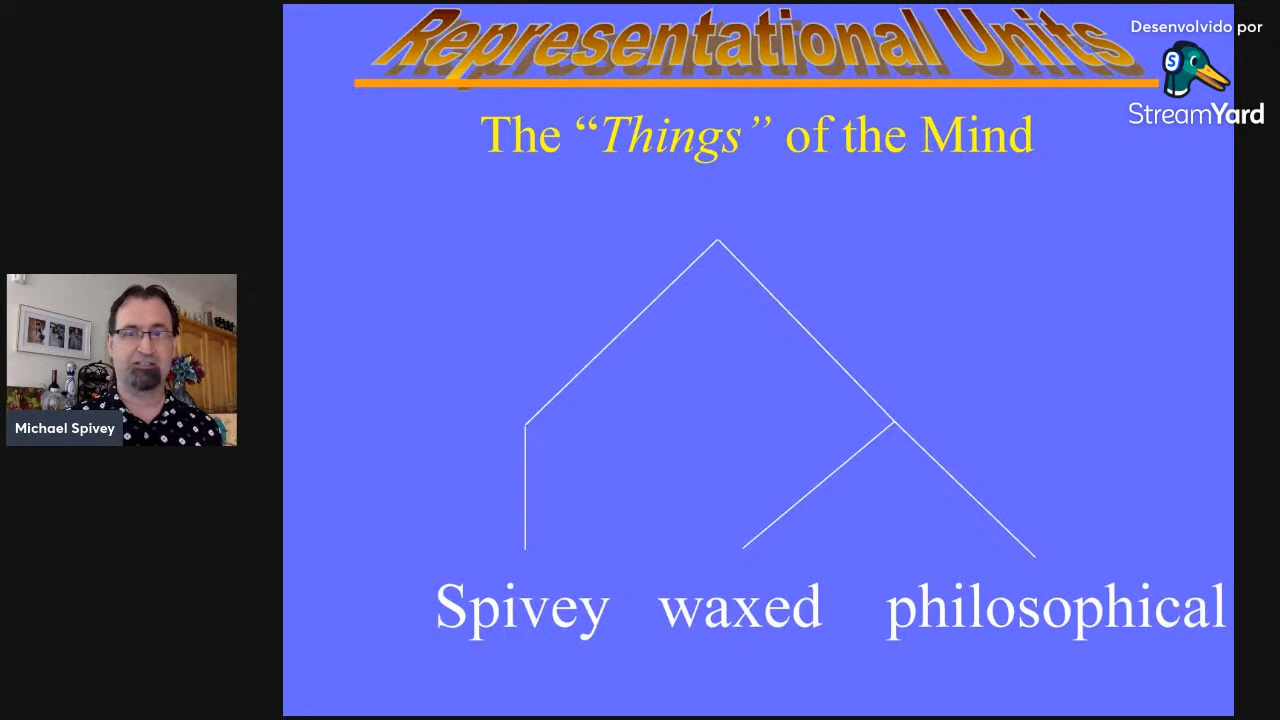 Representational Units
Desenvolvido por
S
StreamYard
The “Things” of the Mind
Michael Spivey
Spivey waxed philosophical